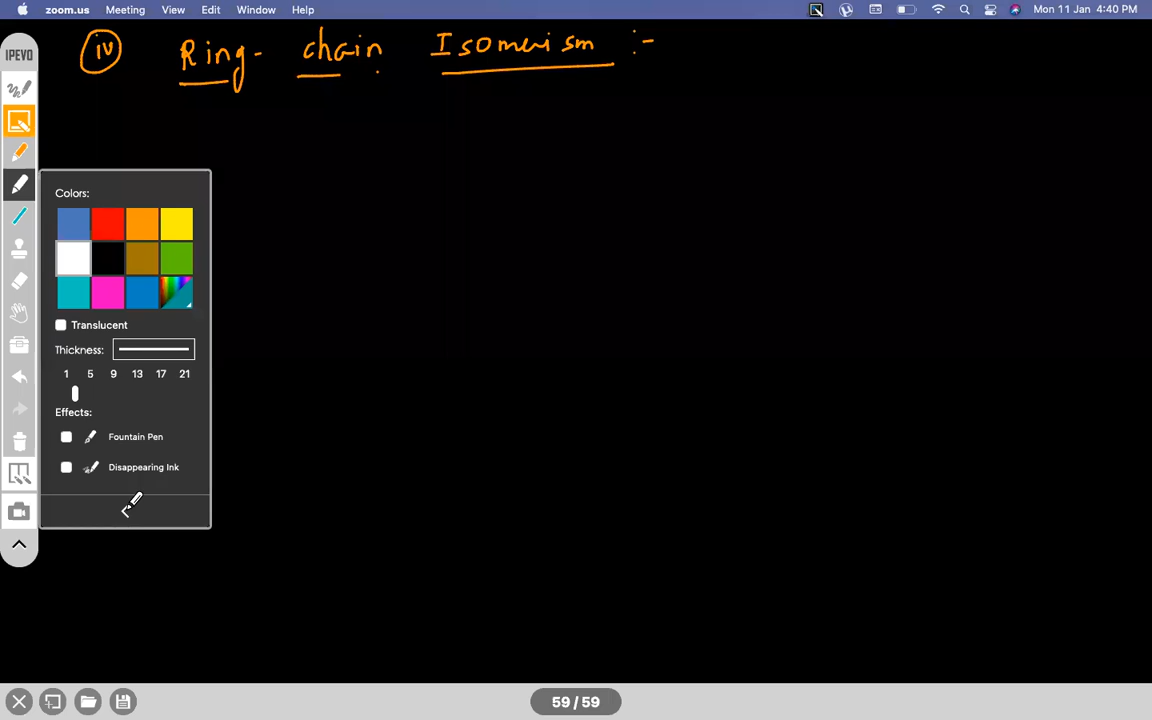 zoom.us Meeting View Edit Window Help Mon 11 Jan 4:40 PM
IPEVO
(iv) Ring- chain Isomerism :-
Colors:
Translucent
Thickness:
1 5 9 13 17 21
Effects:
Fountain Pen
Disappearing Ink
59 / 59